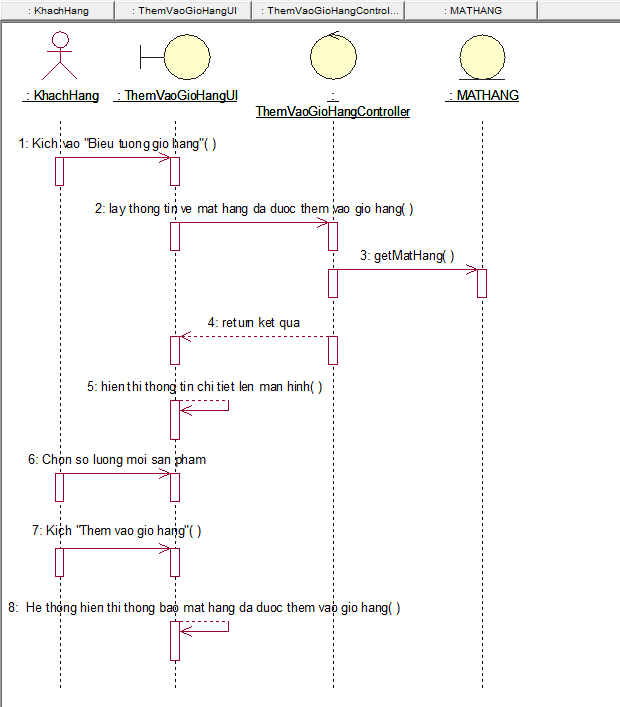 : KhachHang
: ThemVaoGioHangUI
: ThemVaoGioHangControl...
: MATHANG
: KhachHang
: ThemVaoGioHangUI
:
ThemVaoGioHangController
: MATHANG
1: Kich vao "Bieu tuong gio hang"( )
2: lay thong tin ve mat hang da duoc them vao gio hang( )
3: getMatHang( )
4: return ket qua
5: hien thi thong tin chi tiet len man hinh( )
6: Chon so luong moi san pham
7: Kich "Them vao gio hang"( )
8: He thong hien thi thong bao mat hang da duoc them vao gio hang( )